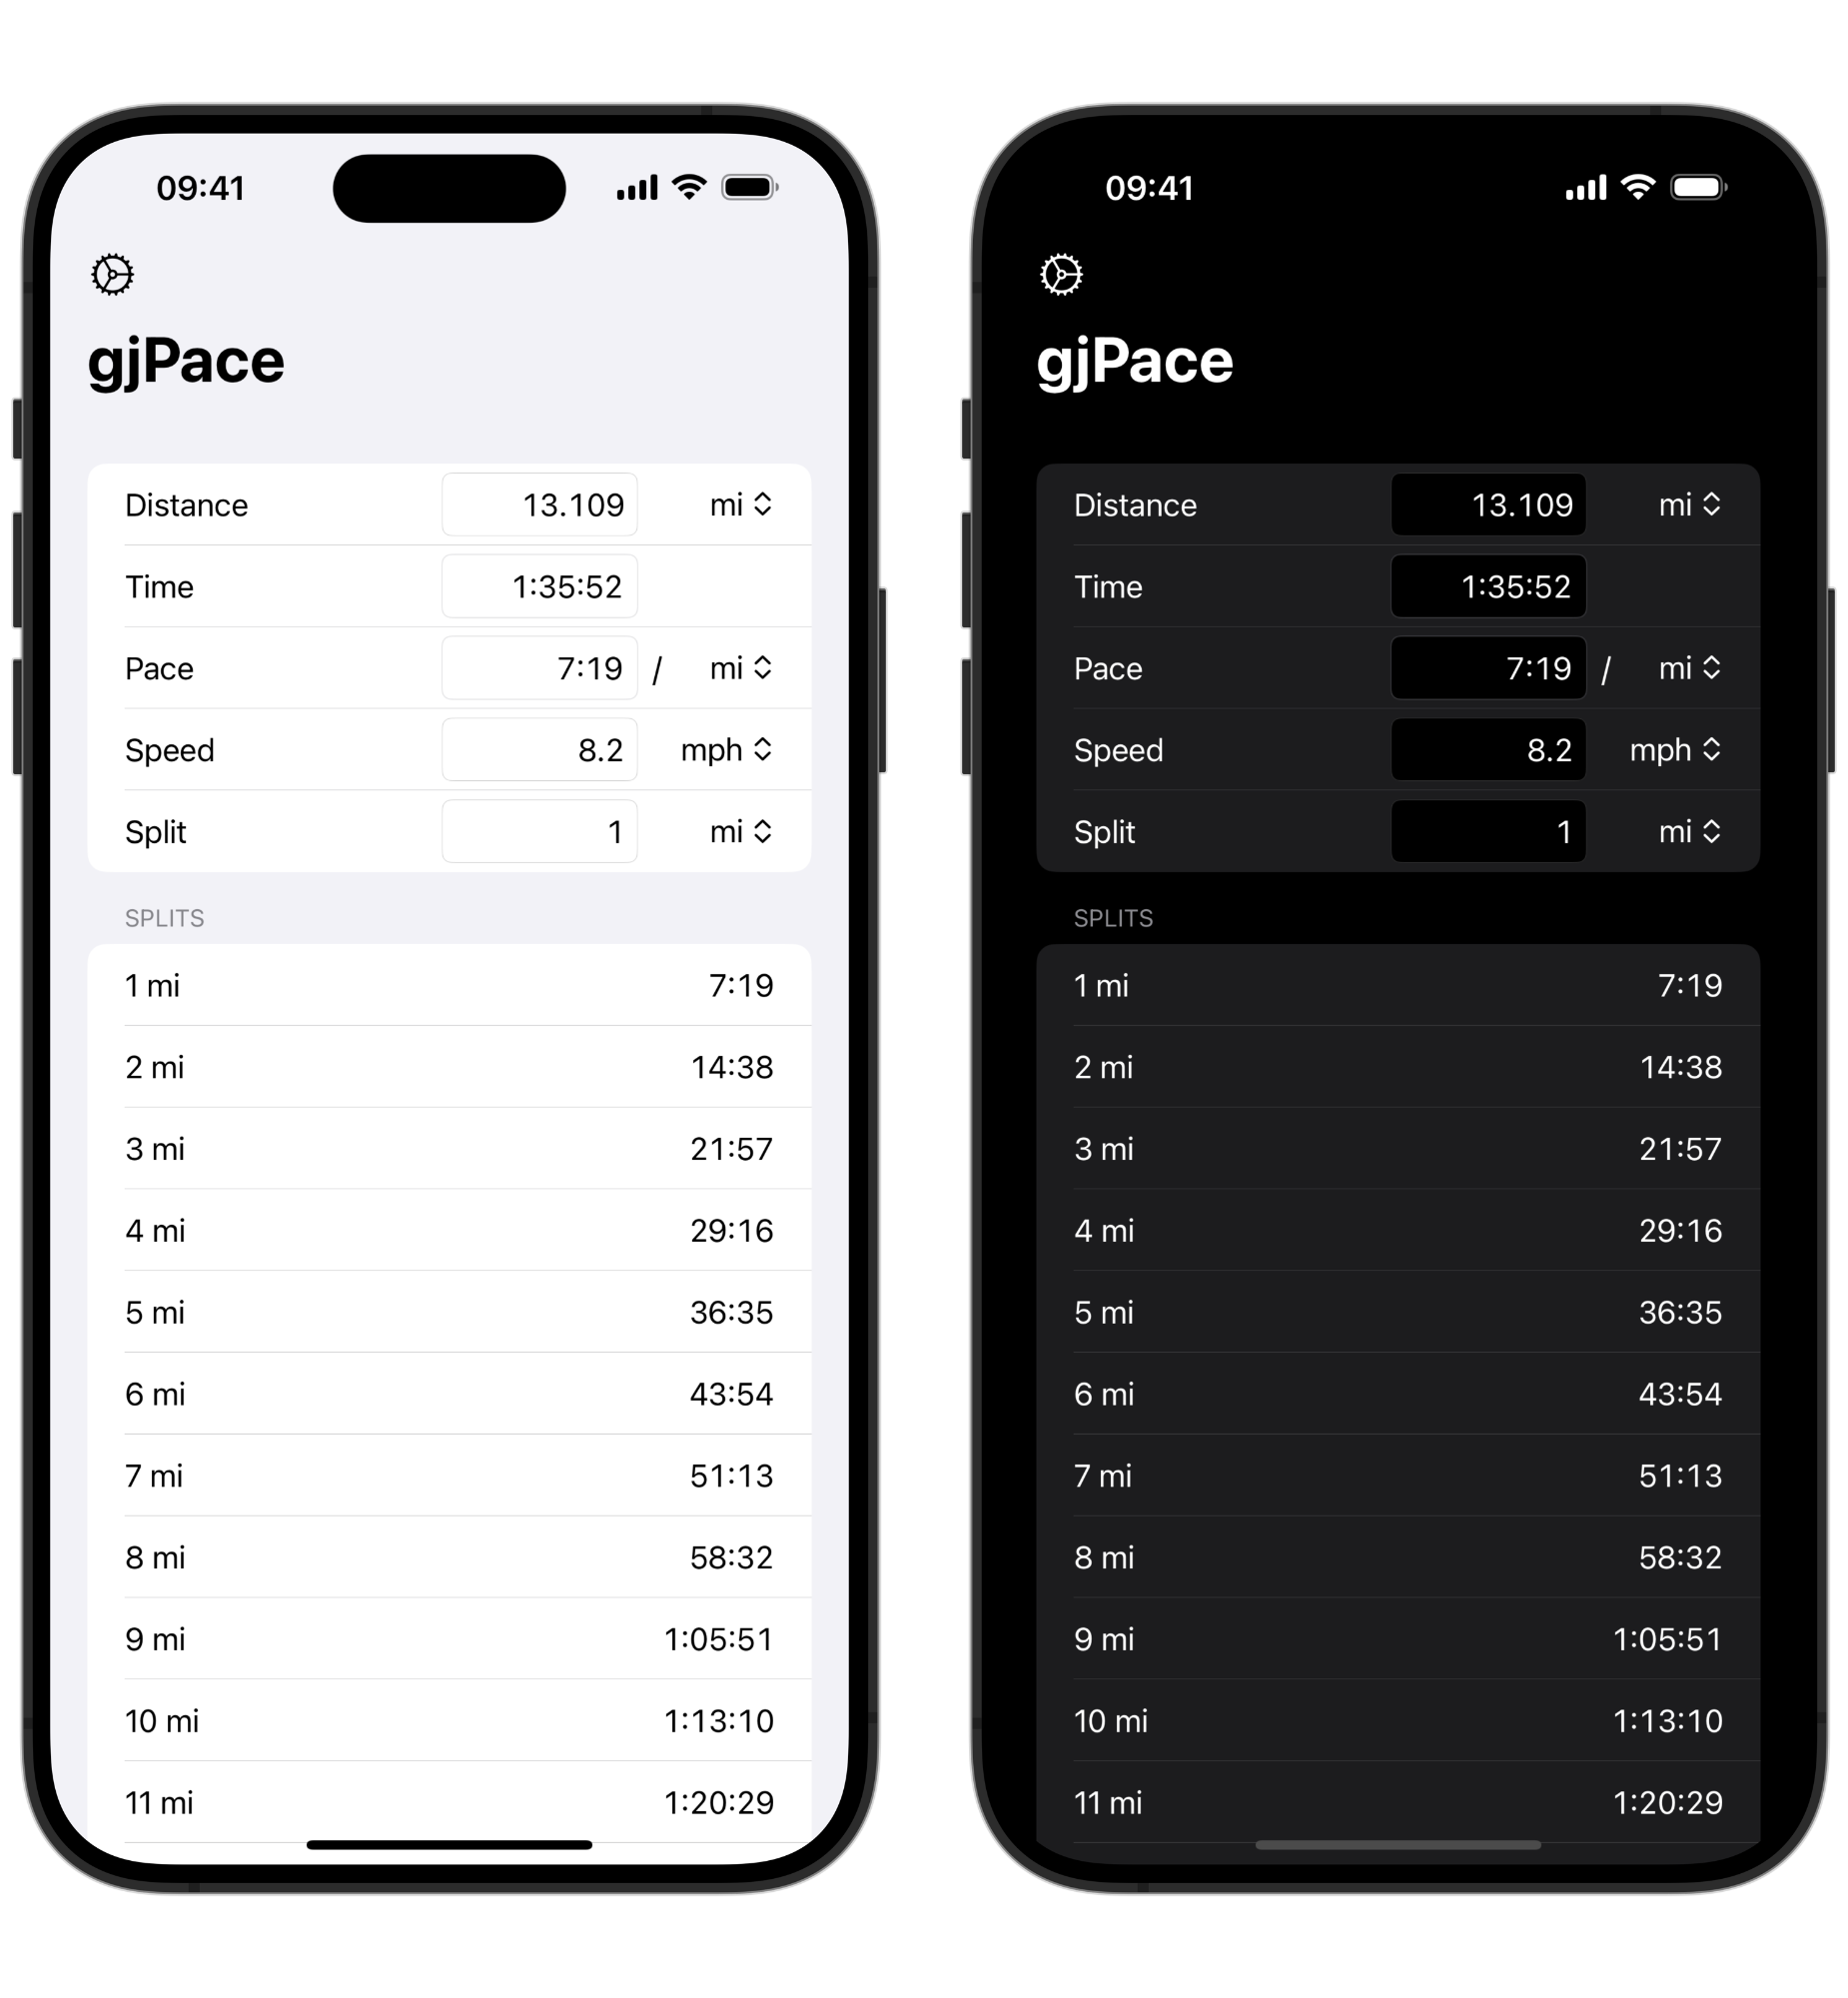 09:41
gjPace
Distance 13.109 mi
Time 1:35:52
Pace 7:19 / mi
Speed 8.2 mph
Split 1 mi
SPLITS
1 mi 7:19
2 mi 14:38
3 mi 21:57
4 mi 29:16
5 mi 36:35
6 mi 43:54
7 mi 51:13
8 mi 58:32
9 mi 1:05:51
10 mi 1:13:10
11 mi 1:20:29
09:41
gjPace
Distance 13.109 mi
Time 1:35:52
Pace 7:19 / mi
Speed 8.2 mph
Split 1 mi
SPLITS
1 mi 7:19
2 mi 14:38
3 mi 21:57
4 mi 29:16
5 mi 36:35
6 mi 43:54
7 mi 51:13
8 mi 58:32
9 mi 1:05:51
10 mi 1:13:10
11 mi 1:20:29